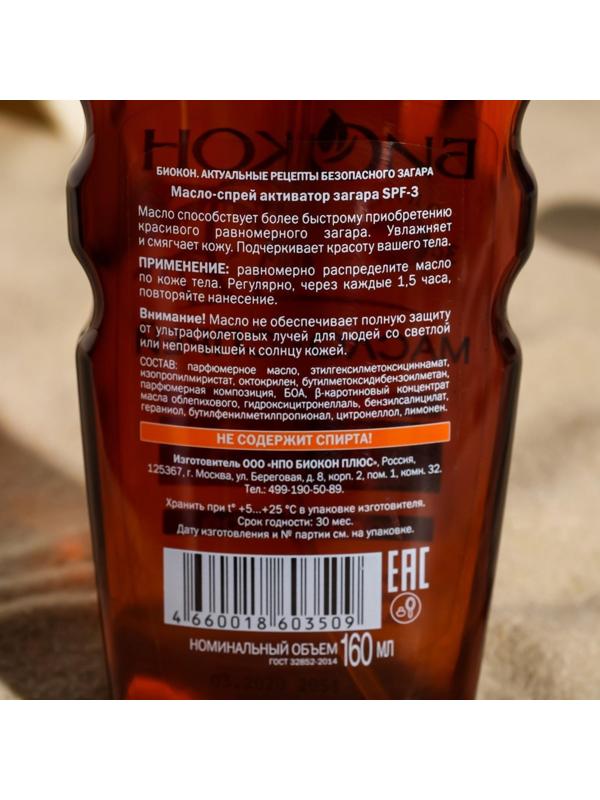 БИОКОН
БИОКОН. АКТУАЛЬНЫЕ РЕЦЕПТЫ БЕЗОПАСНОГО ЗАГАРА
Масло-спрей активатор загара SPF-3
Масло способствует более быстрому приобретению
красивого равномерного загара. Увлажняет
и смягчает кожу. Подчеркивает красоту вашего тела.
ПРИМЕНЕНИЕ: равномерно распределите масло
по коже тела. Регулярно, через каждые 1,5 часа,
повторяйте нанесение.
Внимание! Масло не обеспечивает полную защиту
от ультрафиолетовых лучей для людей со светлой
или непривыкшей к солнцу кожей.
СОСТАВ: парфюмерное масло, этилгексилметоксициннамат,
изопропилмиристат, октокрилен, бутилметоксидибензоилметан,
парфюмерная композиция, БОА, β-каротиновый концентрат
масла облепихового, гидроксицитронеллаль, бензилсалицилат,
гераниол, бутилфенилметилпропионал, цитронеллол, лимонен.
НЕ СОДЕРЖИТ СПИРТА!
Изготовитель ООО «НПО БИОКОН ПЛЮС», Россия,
125367, г. Москва, ул. Береговая, д. 8, корп. 2, пом. 1, комн. 32.
Тел.: 499-190-50-89.
Хранить при t° +5...+25 °С в упаковке изготовителя.
Срок годности: 30 мес.
Дату изготовления и № партии см. на упаковке.
EAC
4 660018 603509
НОМИНАЛЬНЫЙ ОБЪЕМ 160 МЛ
ГОСТ 32852-2014